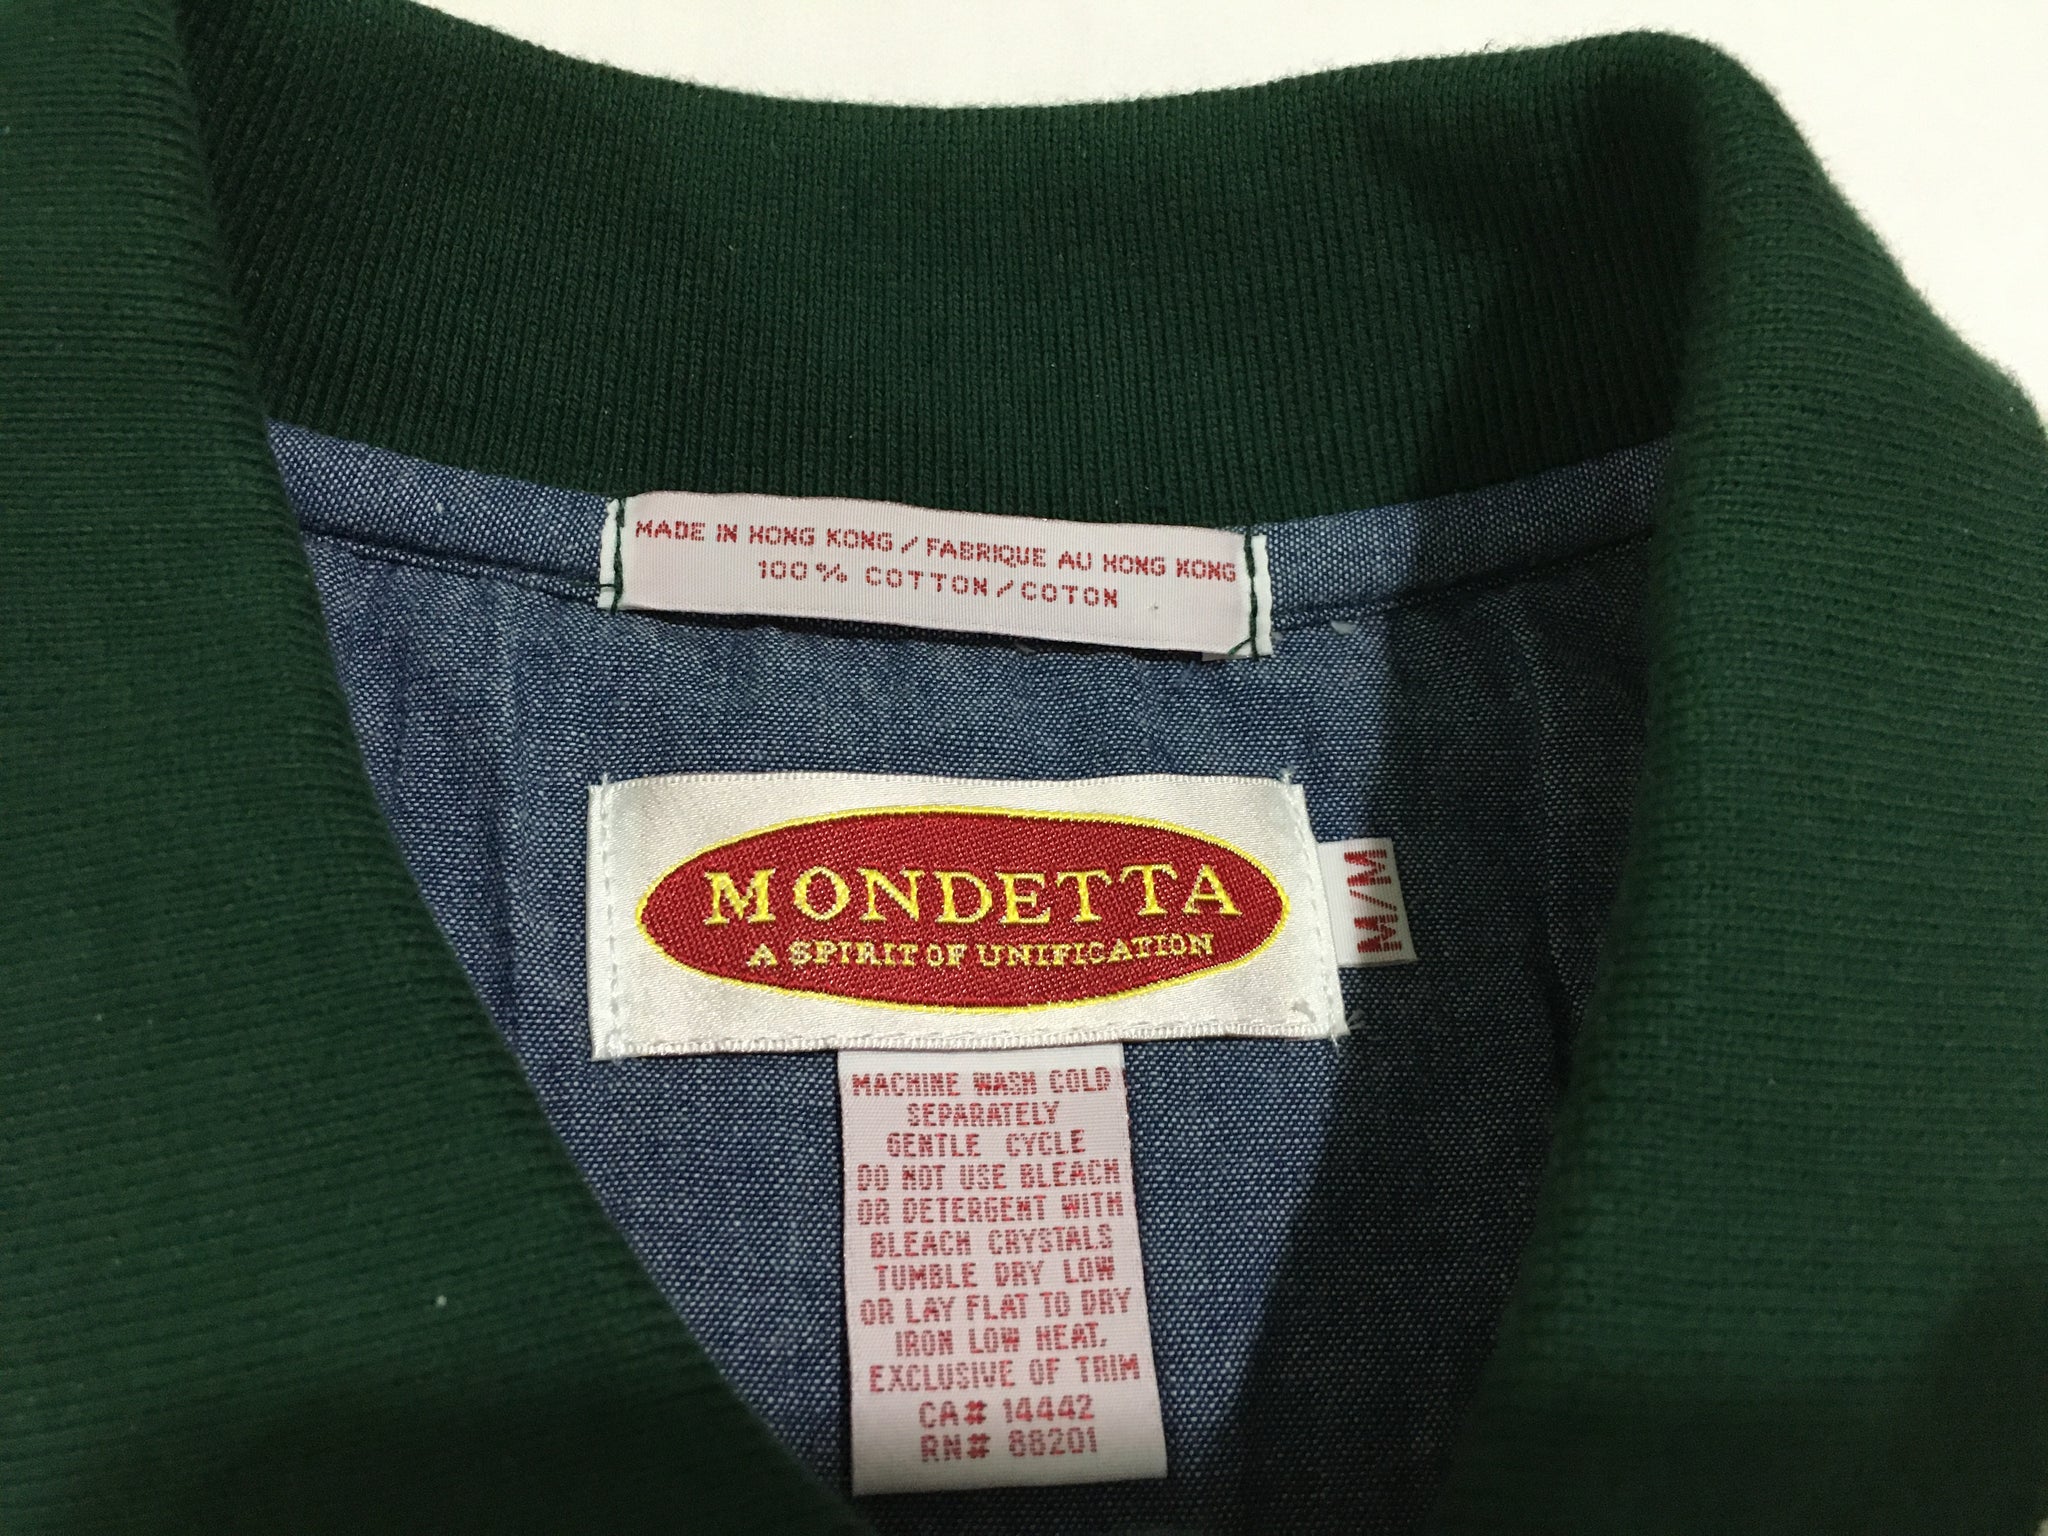 MADE IN HONG KONG / FABRIQUE AU HONG KONG
100% COTTON / COTON
MONDETTA
A SPIRIT OF UNIFICATION
M/M
MACHINE WASH COLD
SEPARATELY
GENTLE CYCLE
DO NOT USE BLEACH
OR DETERGENT WITH
BLEACH CRYSTALS
TUMBLE DRY LOW
OR LAY FLAT TO DRY
IRON LOW HEAT,
EXCLUSIVE OF TRIM
CA# 14442
RN# 88201